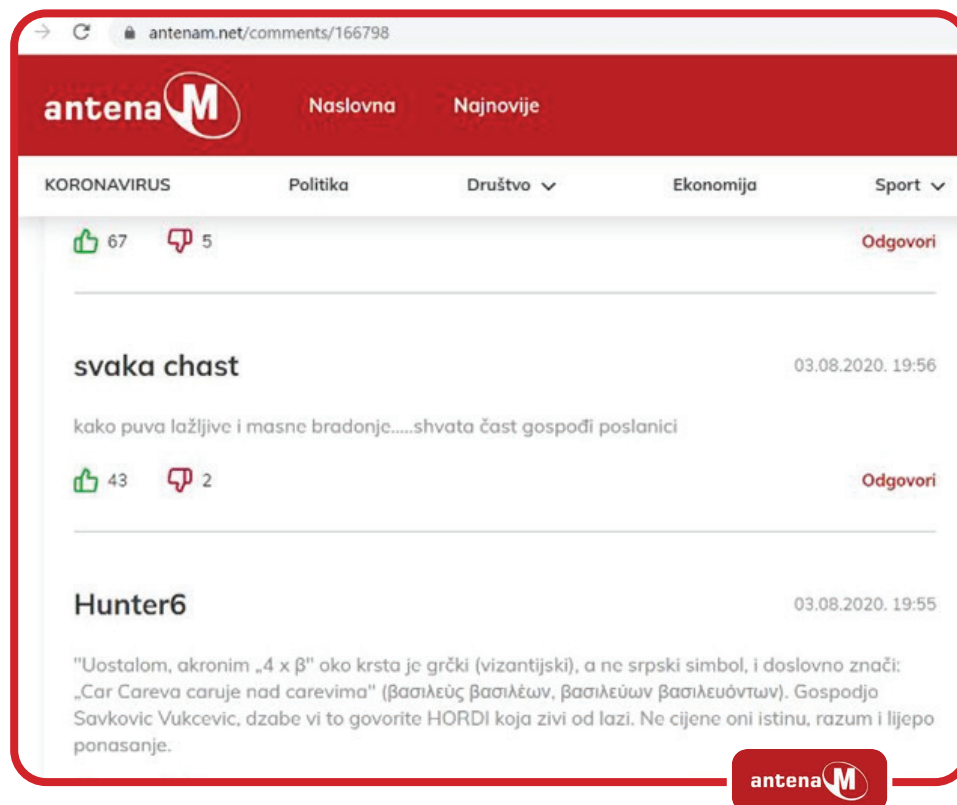 antenam.net/comments/166798
antena M
Naslovna
Najnovije
KORONAVIRUS
Politika
Društvo
Ekonomija
Sport
67
5
Odgovori
svaka chast
03.08.2020. 19:56
kako puva lažljive i masne bradonje.....shvata čast gospođi poslanici
43
2
Odgovori
Hunter6
03.08.2020. 19:55
"Uostalom, akronim „4 x β" oko krsta je grčki (vizantijski), a ne srpski simbol, i doslovno znači:
„Car Careva caruje nad carevima" (βασιλεὺς βασιλὲων, βασιλεύων βασιλευόντων). Gospodjo
Savkovic Vukcevic, dzabe vi to govorite HORDI koja zivi od lazi. Ne cijene oni istinu, razum i lijepo
ponasanje.
antena M